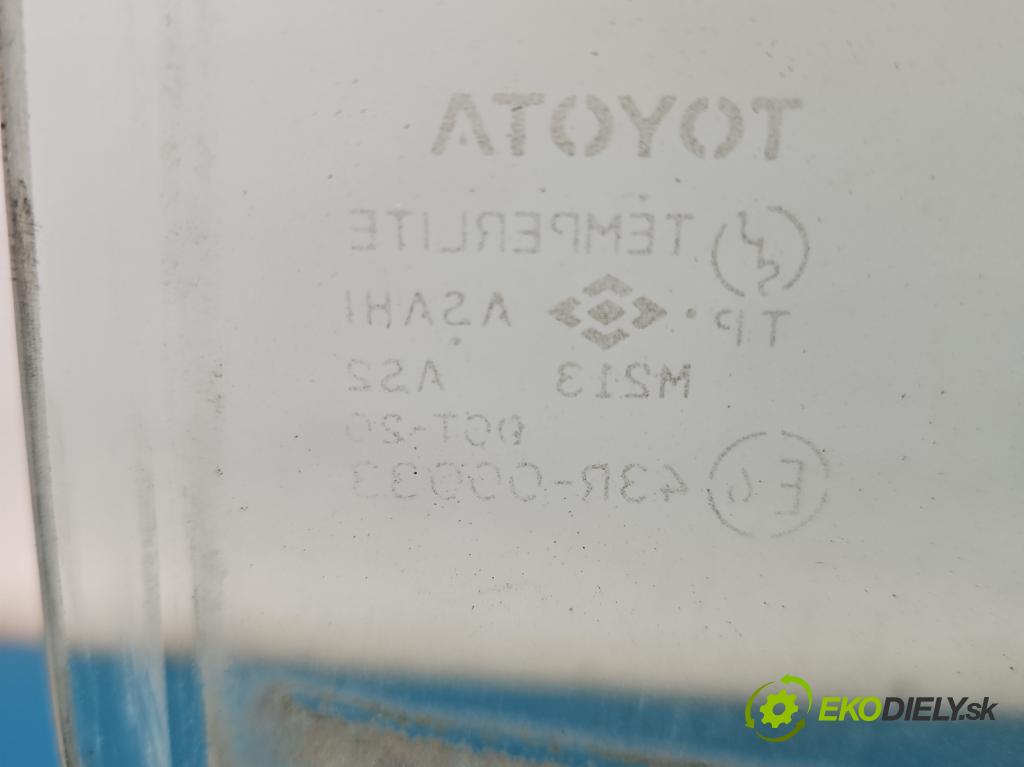 TOYOTA
TEMPERLITE
TP. ASAHI
M213 AS2
DOT-20
E6 43R-00033
EKODIELY.sk